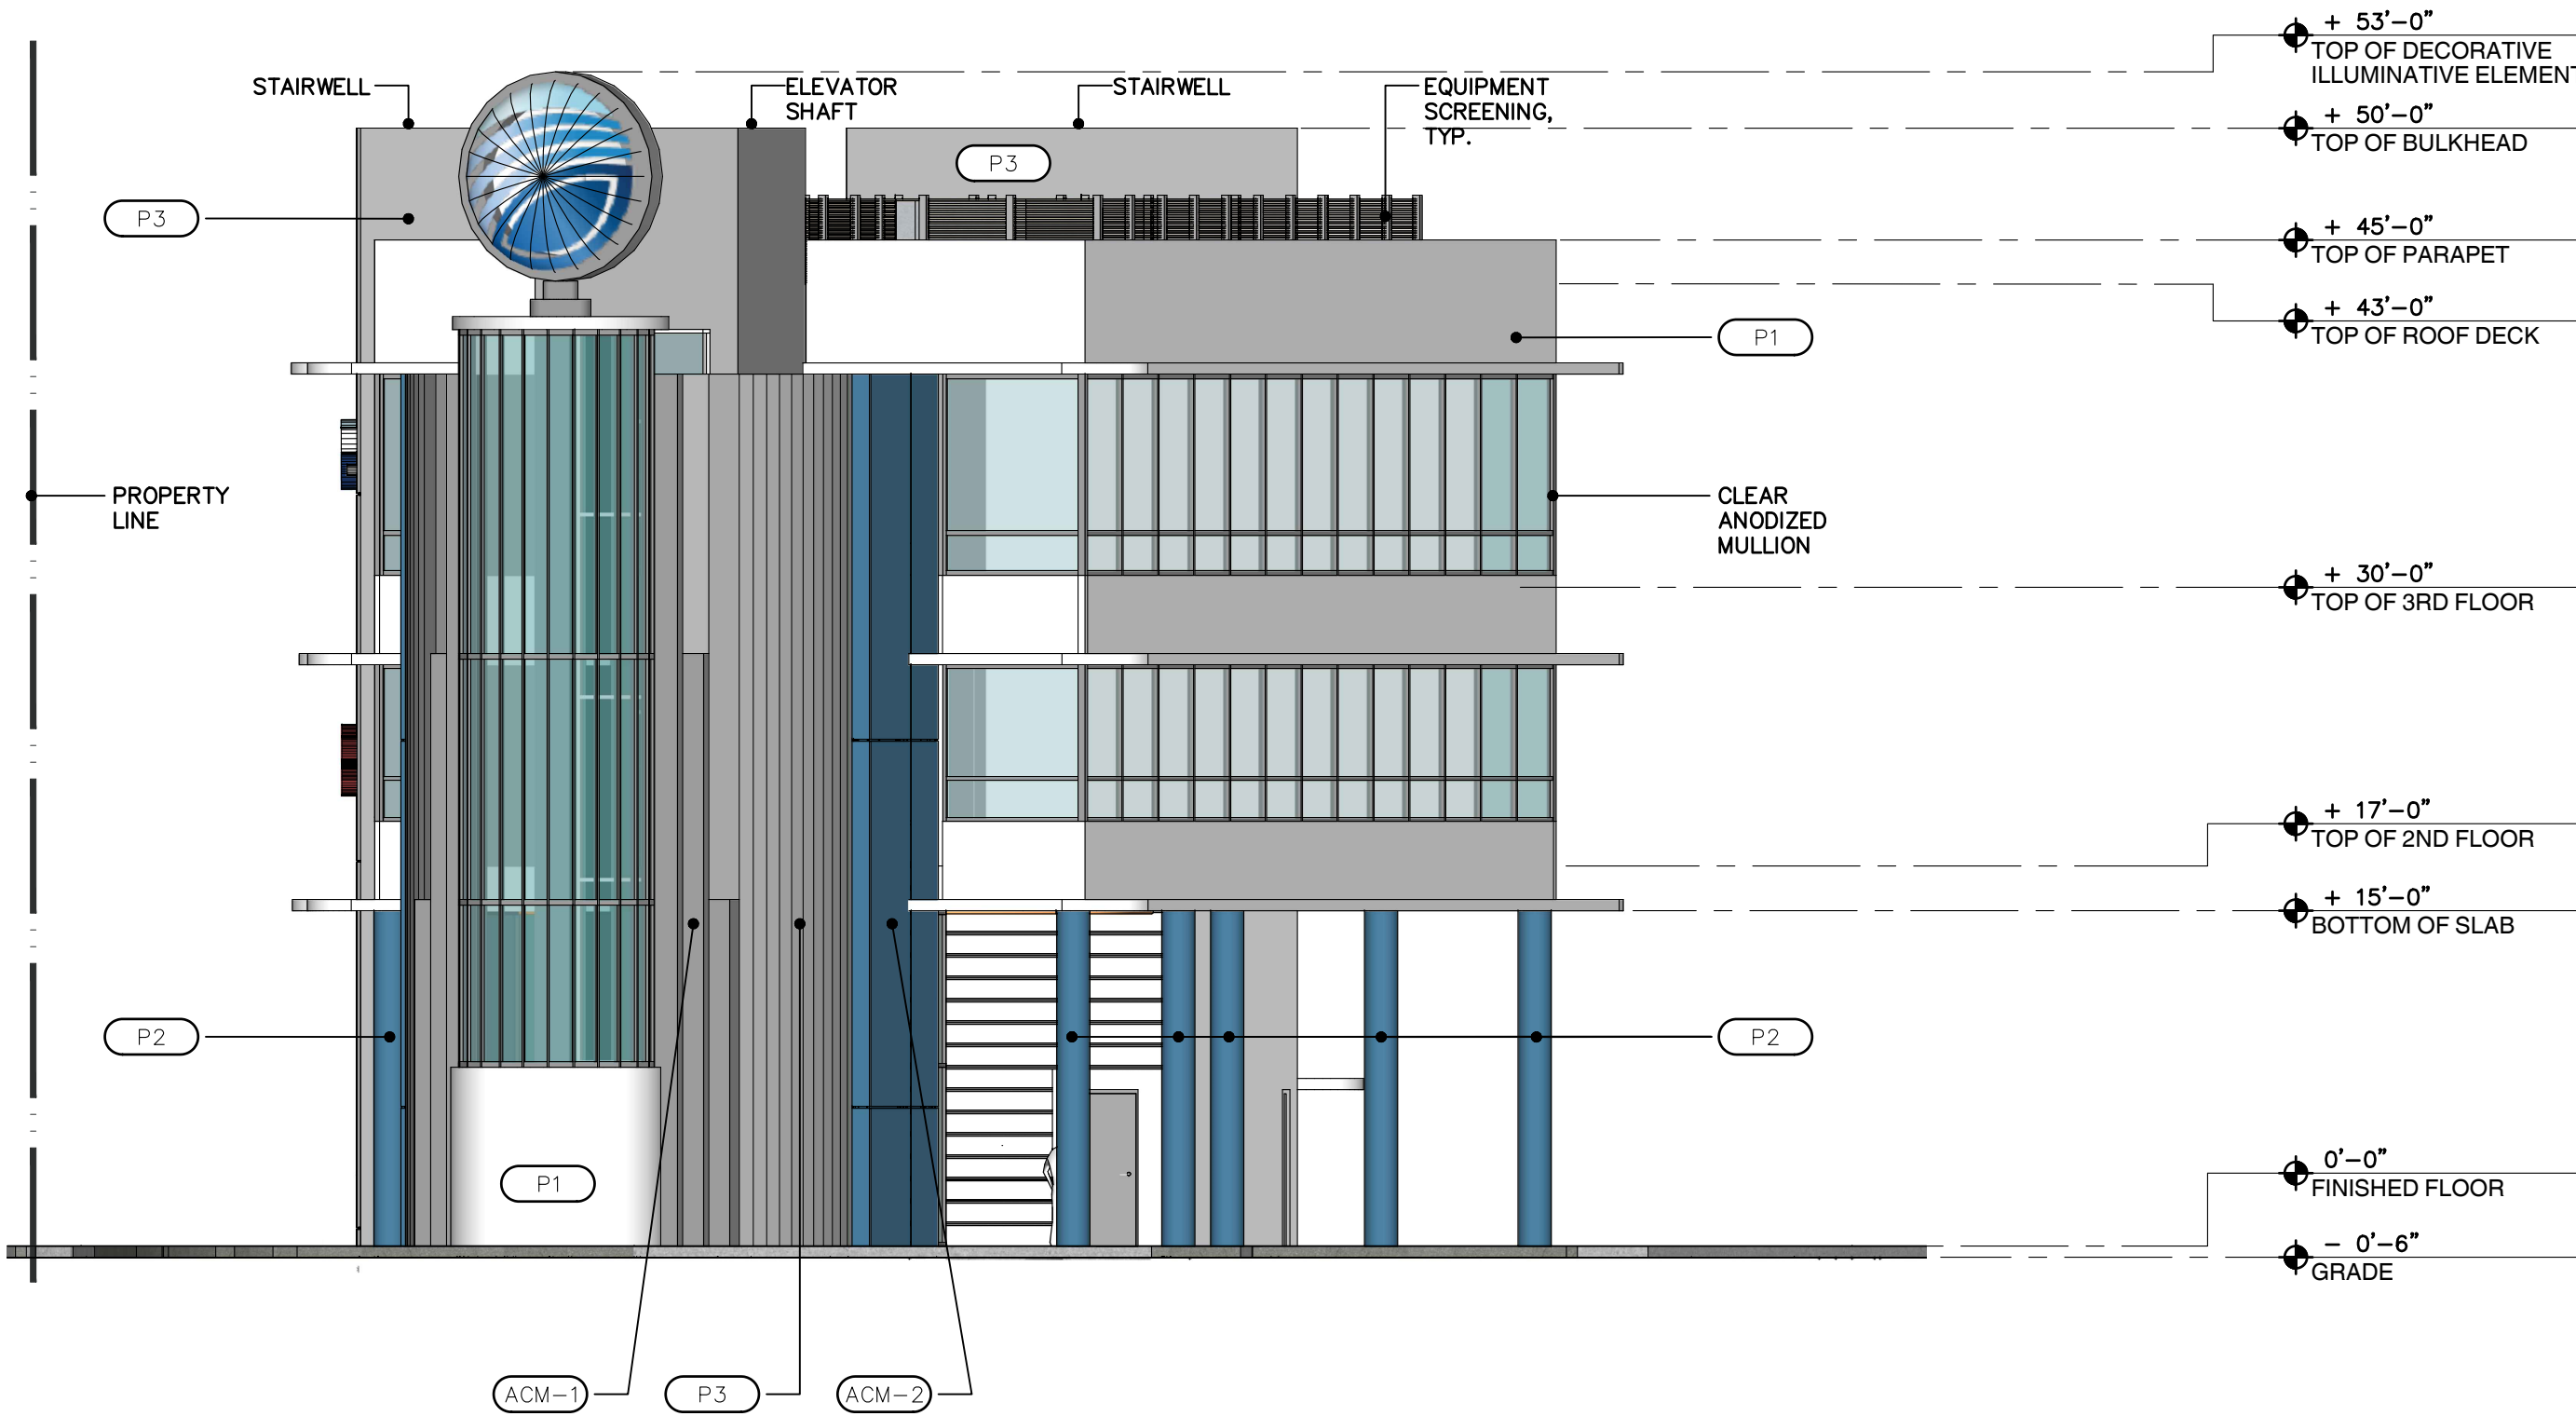 + 53'-0"
TOP OF DECORATIVE
ILLUMINATIVE ELEMENT
STAIRWELL
ELEVATOR
SHAFT
STAIRWELL
EQUIPMENT
SCREENING,
TYP.
+ 50'-0"
TOP OF BULKHEAD
P3
P3
+ 45'-0"
TOP OF PARAPET
+ 43'-0"
TOP OF ROOF DECK
P1
PROPERTY
LINE
CLEAR
ANODIZED
MULLION
+ 30'-0"
TOP OF 3RD FLOOR
+ 17'-0"
TOP OF 2ND FLOOR
+ 15'-0"
BOTTOM OF SLAB
P2
P2
P1
0'-0"
FINISHED FLOOR
- 0'-6"
GRADE
ACM-1
P3
ACM-2